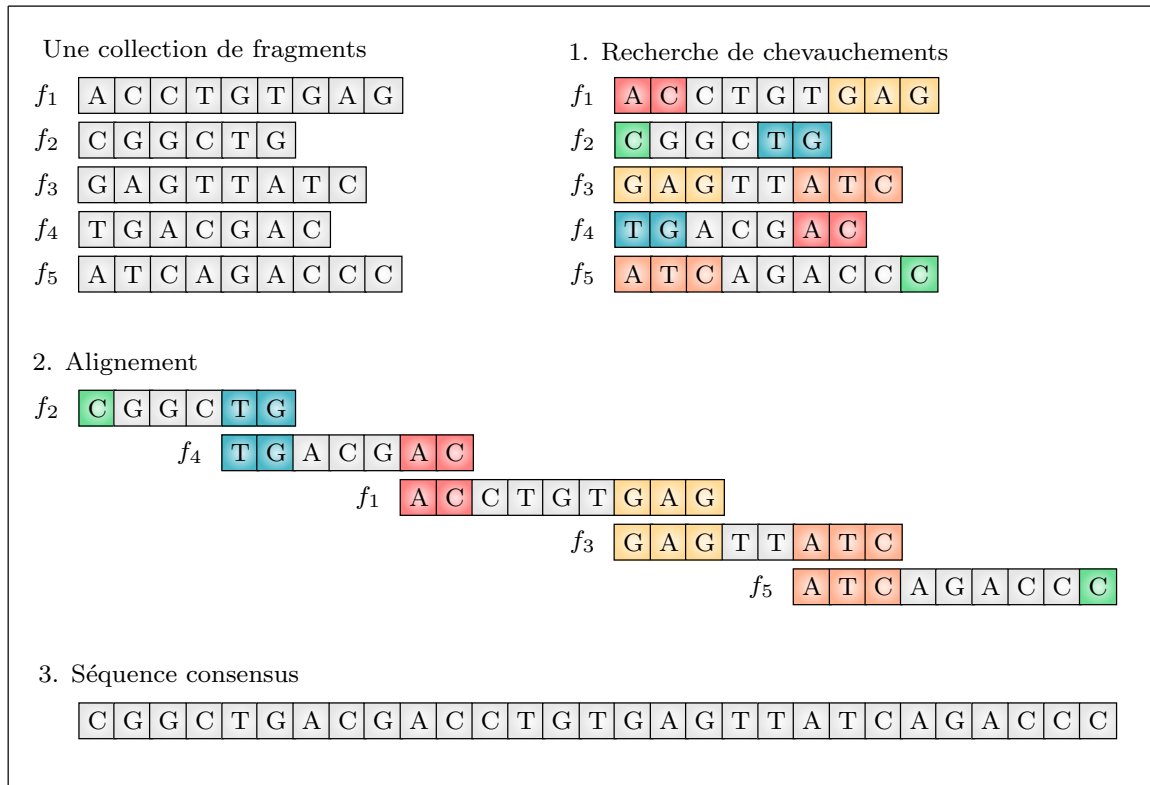 Une collection de fragments
f1 A C C T G T G A G
f2 C G G C T G
f3 G A G T T A T C
f4 T G A C G A C
f5 A T C A G A C C C
1. Recherche de chevauchements
f1 A C C T G T G A G
f2 C G G C T G
f3 G A G T T A T C
f4 T G A C G A C
f5 A T C A G A C C C
2. Alignement
f2 C G G C T G
f4 T G A C G A C
f1 A C C T G T G A G
f3 G A G T T A T C
f5 A T C A G A C C C
3. Séquence consensus
C G G C T G A C G A C C T G T G A G T T A T C A G A C C C